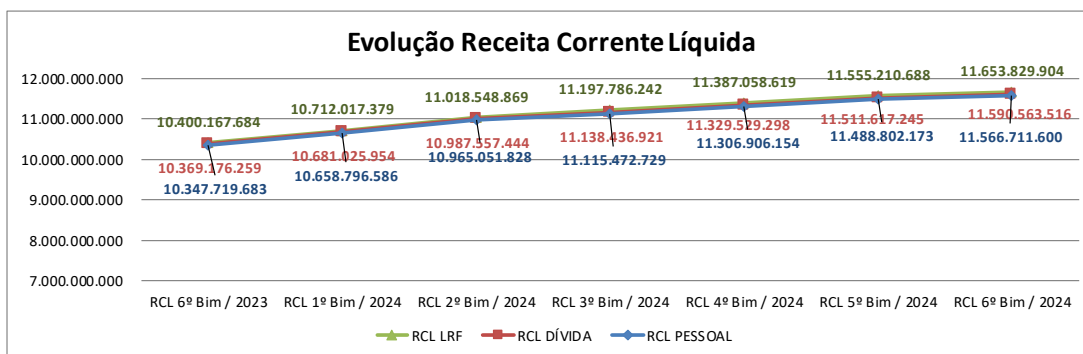 Evolução Receita Corrente Líquida
12.000.000.000
11.000.000.000
10.000.000.000
9.000.000.000
8.000.000.000
7.000.000.000
10.400.167.684
10.712.017.379
11.018.548.869
11.197.786.242
11.387.058.619
11.555.210.688
11.653.829.904
10.369.176.259
10.681.025.954
10.987.557.444
11.138.436.921
11.329.529.298
11.511.617.245
11.590.563.516
10.347.719.683
10.658.796.586
10.965.051.828
11.115.472.729
11.306.906.154
11.488.802.173
11.566.711.600
RCL 6º Bim / 2023
RCL 1º Bim / 2024
RCL 2º Bim / 2024
RCL 3º Bim / 2024
RCL 4º Bim / 2024
RCL 5º Bim / 2024
RCL 6º Bim / 2024
RCL LRF
RCL DÍVIDA
RCL PESSOAL